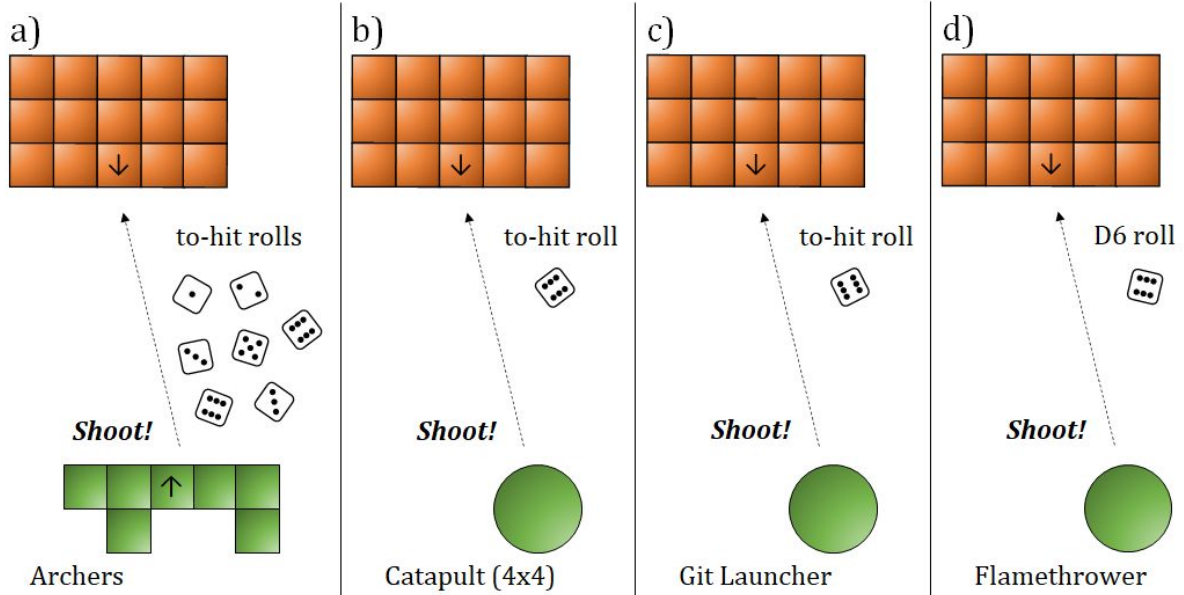 a)
to-hit rolls
Shoot!
Archers
b)
to-hit roll
Shoot!
Catapult (4x4)
c)
to-hit roll
Shoot!
Git Launcher
d)
D6 roll
Shoot!
Flamethrower